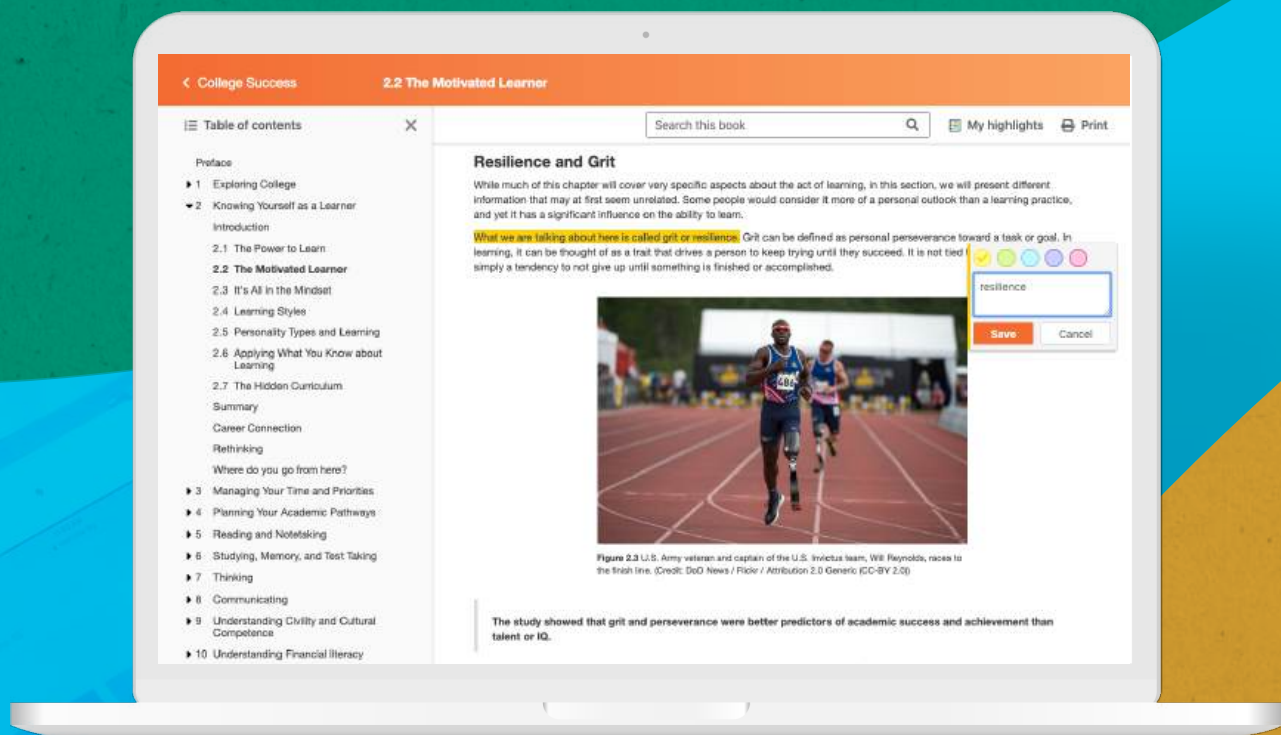 College Success
2.2 The Motivated Learner
Table of contents
Search this book
My highlights
Print
Preface
1 Exploring College
2 Knowing Yourself as a Learner
Introduction
2.1 The Power to Learn
2.2 The Motivated Learner
2.3 It's All in the Mindset
2.4 Learning Styles
2.5 Personality Types and Learning
2.6 Applying What You Know about
Learning
2.7 The Hidden Curriculum
Summary
Career Connection
Rethinking
Where do you go from here?
3 Managing Your Time and Priorities
4 Planning Your Academic Pathways
5 Reading and Notetaking
6 Studying, Memory, and Test Taking
7 Thinking
8 Communicating
9 Understanding Civility and Cultural
Competence
10 Understanding Financial literacy
Resilience and Grit
While much of this chapter will cover very specific aspects about the act of learning, in this section, we will present different
information that may at first seem unrelated. Some people would consider it more of a personal outlook than a learning practice,
and yet it has a significant influence on the ability to learn.
What we are talking about here is called grit or resilience. Grit can be defined as personal perseverance toward a task or goal. In
learning, it can be thought of as a trait that drives a person to keep trying until they succeed. It is not tied
simply a tendency to not give up until something is finished or accomplished.
resilience
Save
Cancel
486
Figure 2.3 U.S. Army veteran and captain of the U.S. Invictus team, Will Reynolds, races to
the finish line. (Credit: DoD News / Flickr / Attribution 2.0 Generic (CC-BY 2.0))
The study showed that grit and perseverance were better predictors of academic success and achievement than
talent or IQ.